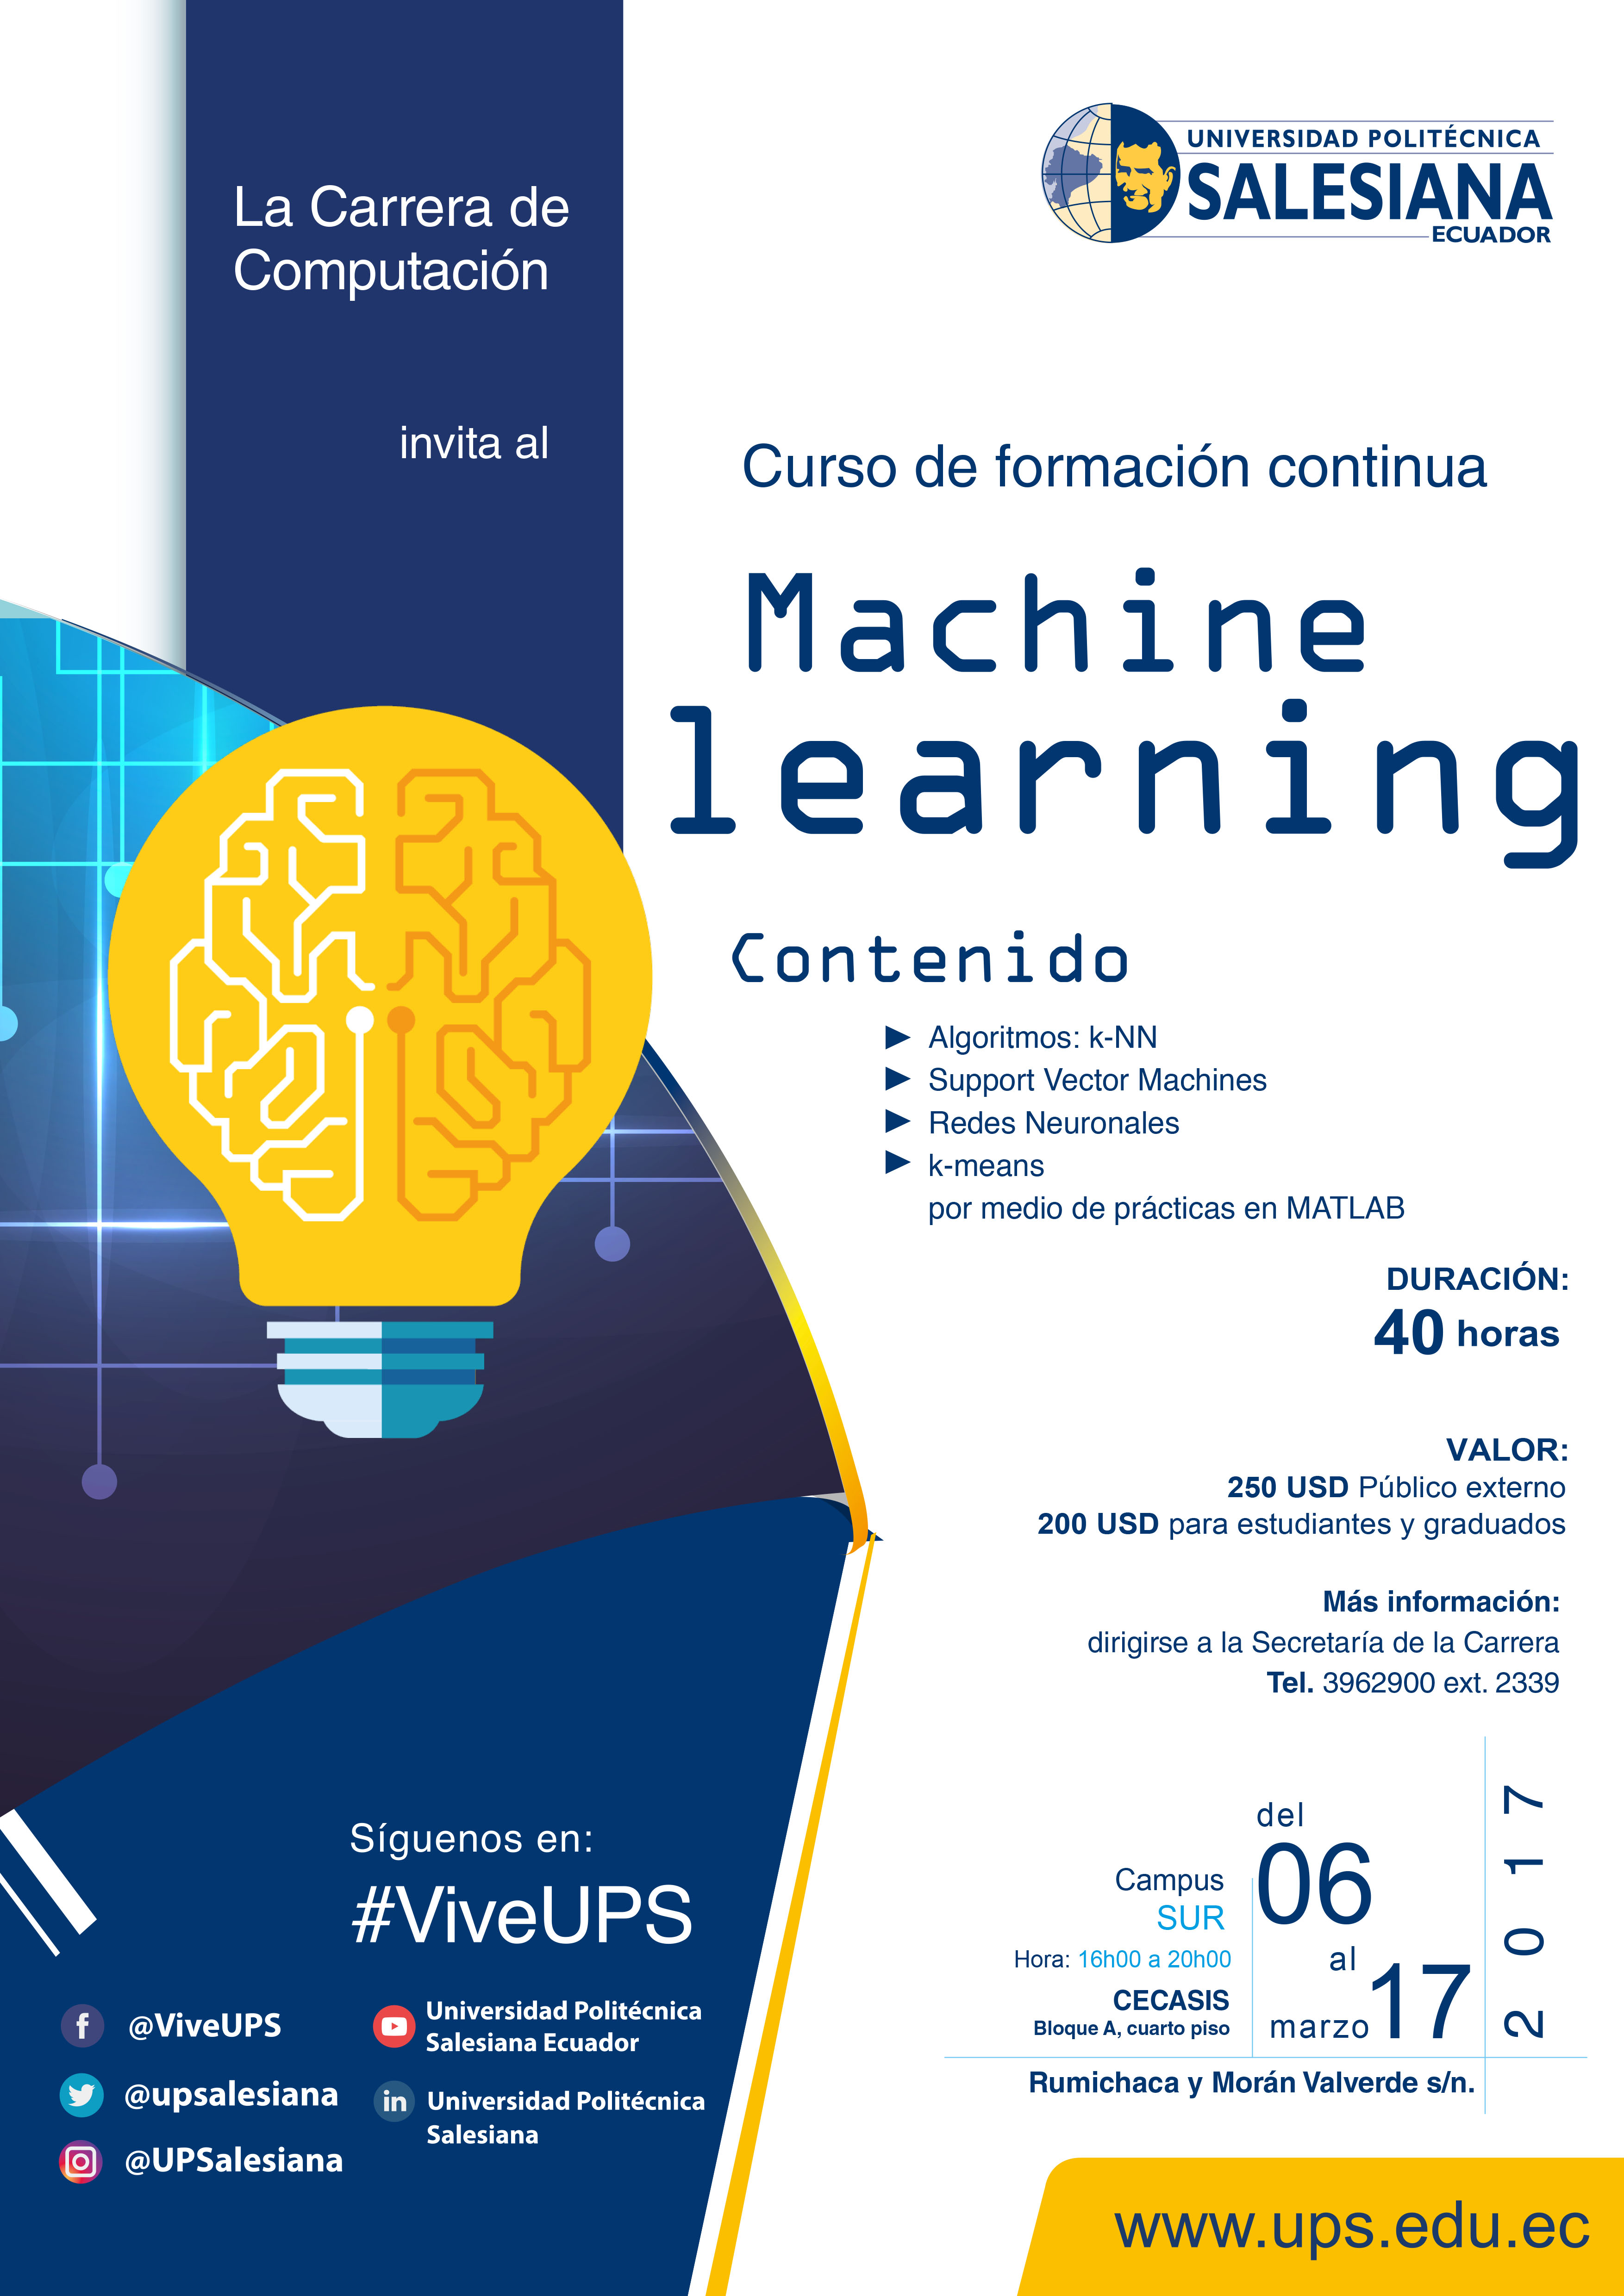 La Carrera de
Computación
invita al
UNIVERSIDAD POLITÉCNICA
SALESIANA
ECUADOR
Curso de formación continua
Machine
learning
Contenido
Algoritmos: k-NN
Support Vector Machines
Redes Neuronales
k-means
por medio de prácticas en MATLAB
DURACIÓN:
40 horas
VALOR:
250 USD Público externo
200 USD para estudiantes y graduados
Más información:
dirigirse a la Secretaría de la Carrera
Tel. 3962900 ext. 2339
Campus
SUR
Hora: 16h00 a 20h00
CECASIS
Bloque A, cuarto piso
del
06
al
marzo 17
2017
Rumichaca y Morán Valverde s/n.
Síguenos en:
#ViveUPS
f @ViveUPS
@upsalesiana
@UPSalesiana
Universidad Politécnica
Salesiana Ecuador
in Universidad Politécnica
Salesiana
www.ups.edu.ec